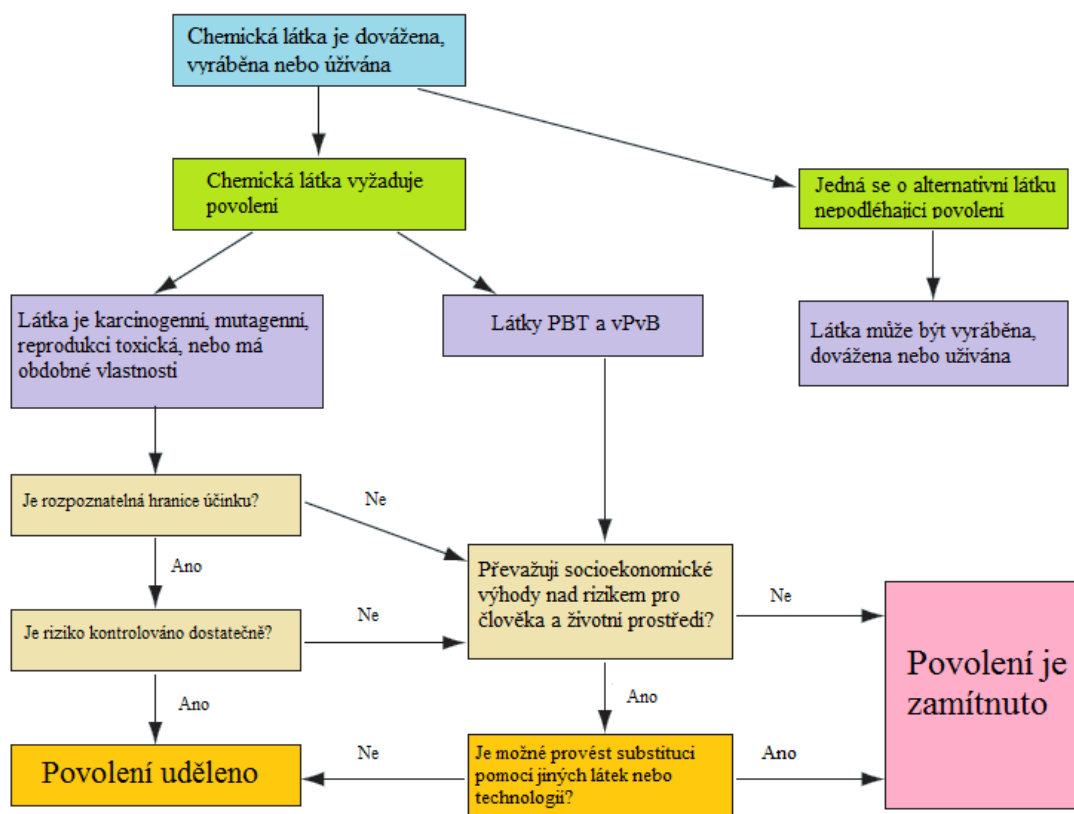 Chemická látka je dovážena,
vyráběna nebo úžívána
Chemická látka vyžaduje
povolení
Jedná se o alternativní látku
nepodléhající povolení
Látka je karcinogenní, mutagenní,
reprodukci toxická, nebo má
obdobné vlastnosti
Látky PBT a vPvB
Látka může být vyráběna,
dovážena nebo užívána
Je rozpoznatelná hranice účinku?
Ne
Ano
Převažují socioekonomické
výhody nad rizikem pro
člověka a životní prostředí?
Ne
Je riziko kontrolováno dostatečně?
Ne
Povolení je
zamítnuto
Ano
Ano
Povolení uděleno
Ne
Je možné provést substituci
pomocí jiných látek nebo
technologií?
Ano